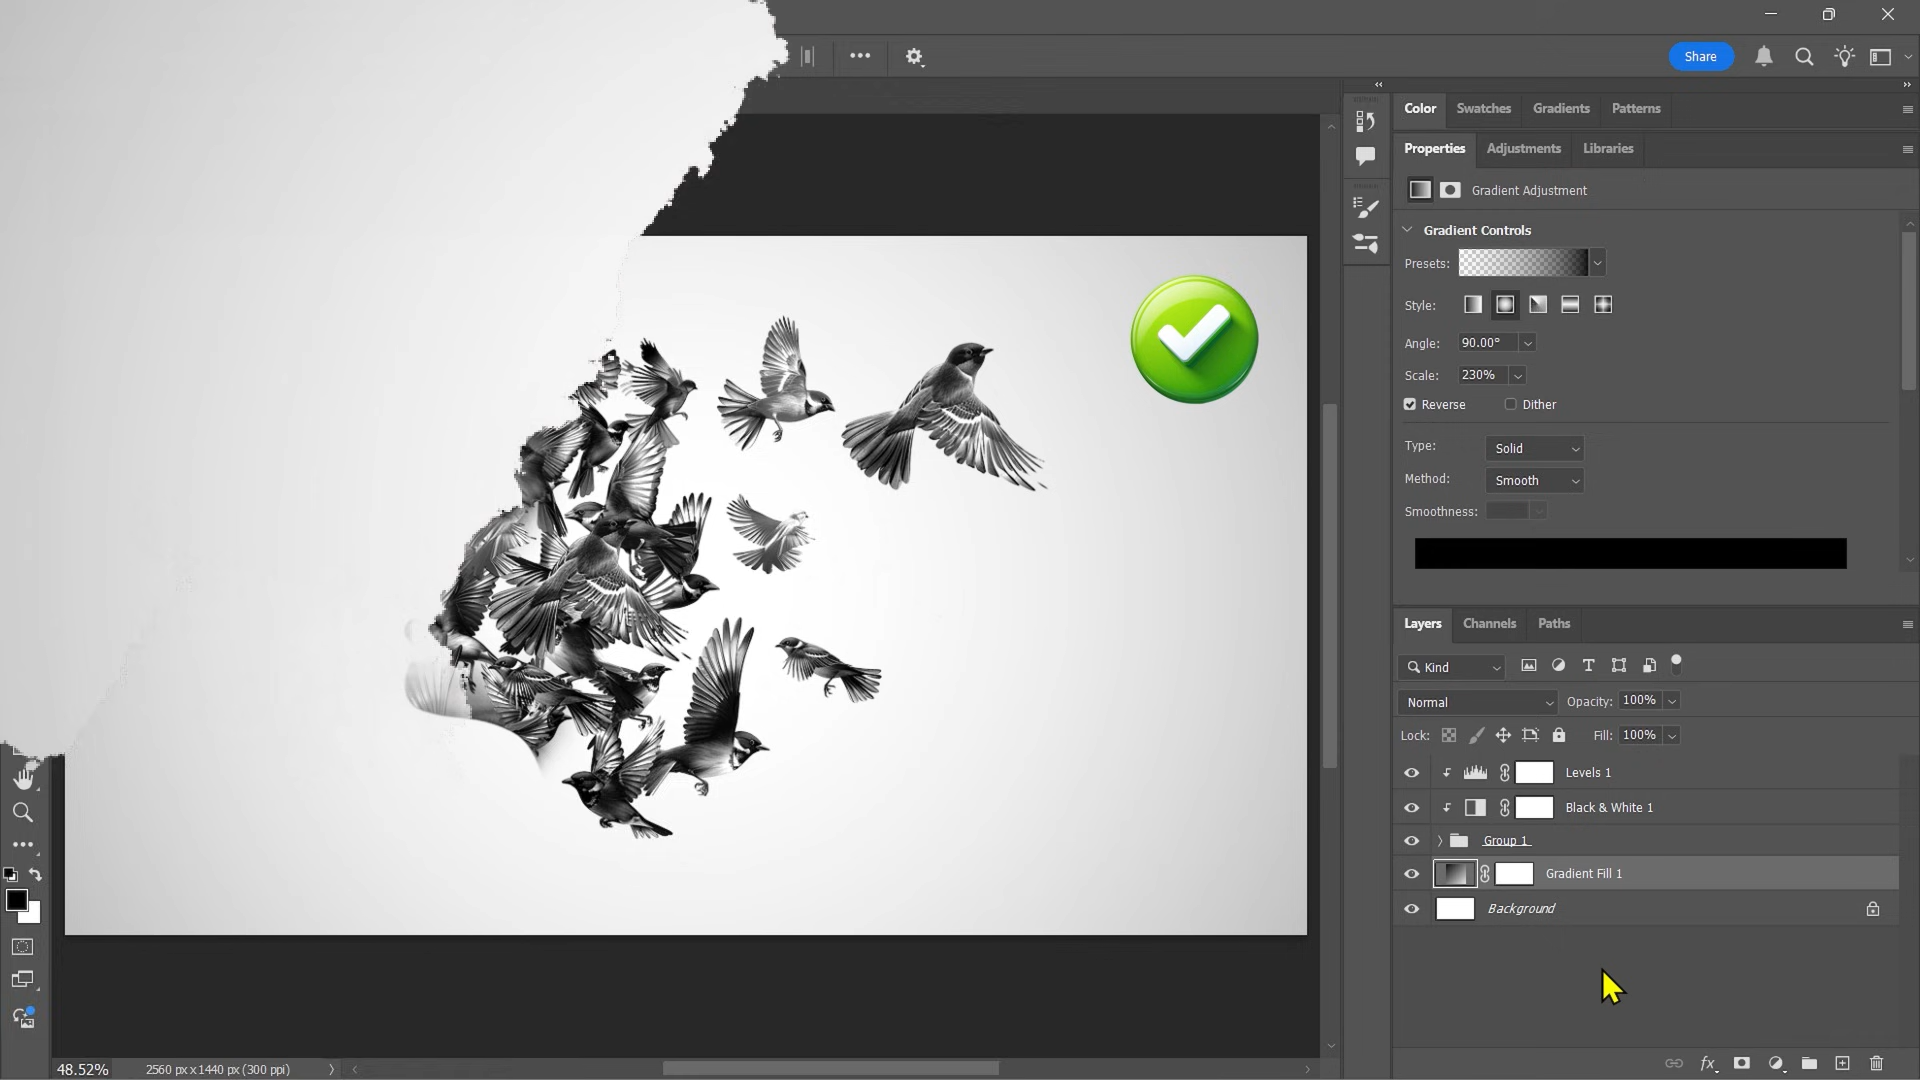 Share
Color Swatches Gradients Patterns
Properties Adjustments Libraries
Gradient Adjustment
Gradient Controls
Presets:
Style:
Angle: 90.00°
Scale: 230%
Reverse Dither
Type: Solid
Method: Smooth
Smoothness:
Layers Channels Paths
Kind
Normal Opacity: 100%
Lock: Fill: 100%
Levels 1
Black & White 1
Group 1
Gradient Fill 1
Background
fx
48.52% 2560 px x 1440 px (300 ppi)